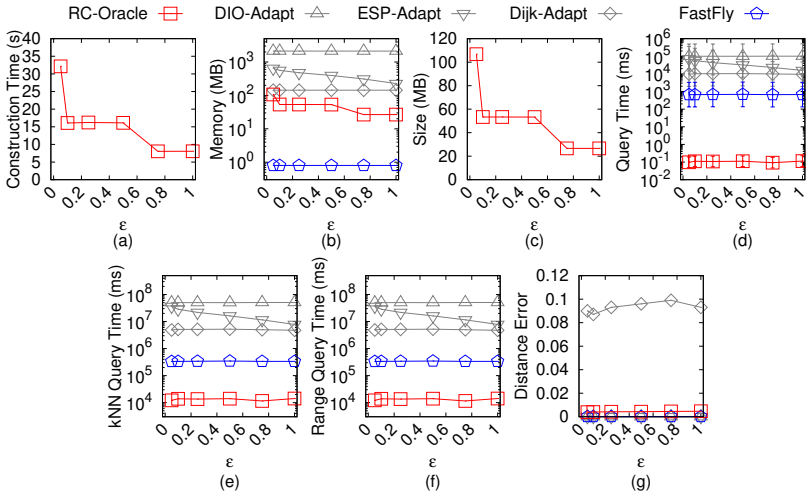 RC-Oracle DIO-Adapt ESP-Adapt Dijk-Adapt FastFly
Construction Time (s)
40
35
30
25
20
15
10
5
0
0 0.2 0.4 0.6 0.8 1
ε
(a)
Memory (MB)
10^3
10^2
10^1
10^0
0 0.2 0.4 0.6 0.8 1
ε
(b)
Size (MB)
120
100
80
60
40
20
0
0 0.2 0.4 0.6 0.8 1
ε
(c)
Query Time (ms)
10^6
10^5
10^4
10^3
10^2
10^1
10^0
10^-1
10^-2
0 0.2 0.4 0.6 0.8 1
ε
(d)
kNN Query Time (ms)
10^8
10^7
10^6
10^5
10^4
0 0.2 0.4 0.6 0.8 1
ε
(e)
Range Query Time (ms)
10^8
10^7
10^6
10^5
10^4
0 0.2 0.4 0.6 0.8 1
ε
(f)
Distance Error
0.12
0.1
0.08
0.06
0.04
0.02
0
0 0.2 0.4 0.6 0.8 1
ε
(g)